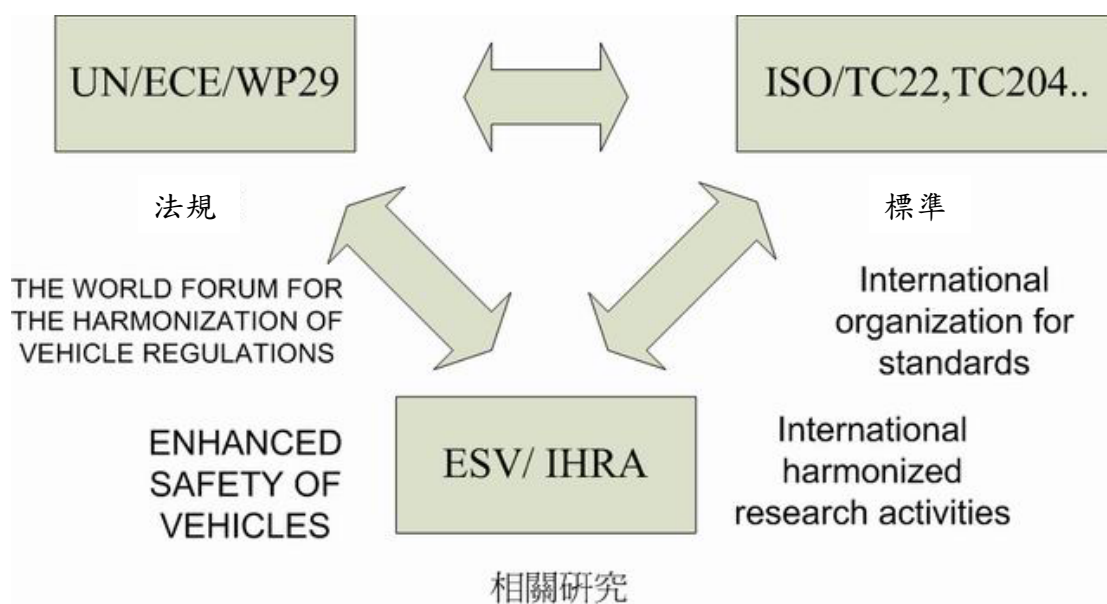 UN/ECE/WP29
ISO/TC22,TC204..
法規
標準
THE WORLD FORUM FOR
THE HARMONIZATION OF
VEHICLE REGULATIONS
International
organization for
standards
ENHANCED
SAFETY OF
VEHICLES
ESV/ IHRA
International
harmonized
research activities
相關研究